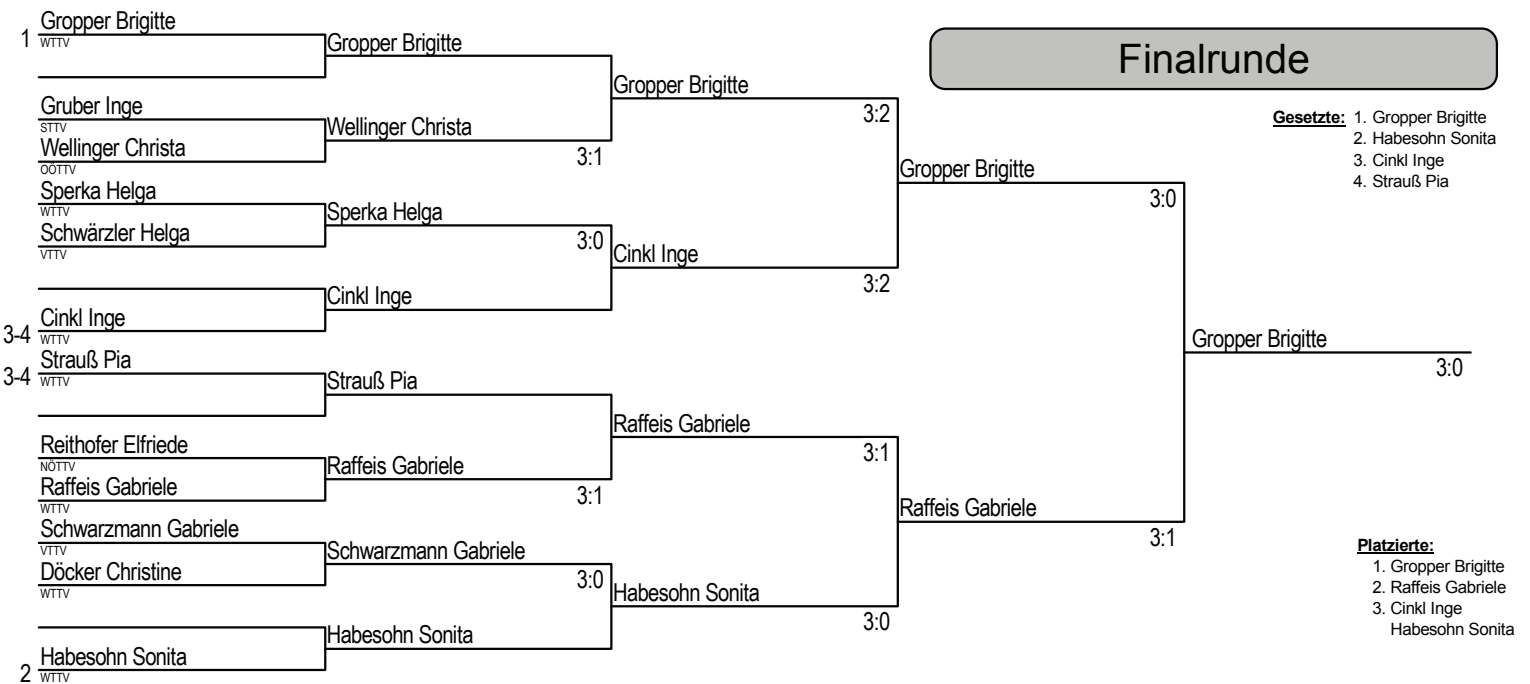 Finalrunde
Gesetzte: 1. Gropper Brigitte
2. Habesohn Sonita
3. Cinkl Inge
4. Strauß Pia
1 Gropper Brigitte
WTTV
Gruber Inge
STTV
Wellinger Christa
OÖTTV
Sperka Helga
WTTV
Schwärzler Helga
VTTV
3-4 Cinkl Inge
WTTV
3-4 Strauß Pia
WTTV
Reithofer Elfriede
NÖTTV
Raffeis Gabriele
WTTV
Schwarzmann Gabriele
VTTV
Döcker Christine
WTTV
2 Habesohn Sonita
WTTV
Gropper Brigitte
Wellinger Christa
3:1
Sperka Helga
3:0
Cinkl Inge
Strauß Pia
Raffeis Gabriele
3:1
Schwarzmann Gabriele
3:0
Habesohn Sonita
Gropper Brigitte
3:2
Cinkl Inge
3:2
Raffeis Gabriele
3:1
Habesohn Sonita
3:0
Gropper Brigitte
3:0
Raffeis Gabriele
3:1
Gropper Brigitte
3:0
Platzierte:
1. Gropper Brigitte
2. Raffeis Gabriele
3. Cinkl Inge
Habesohn Sonita